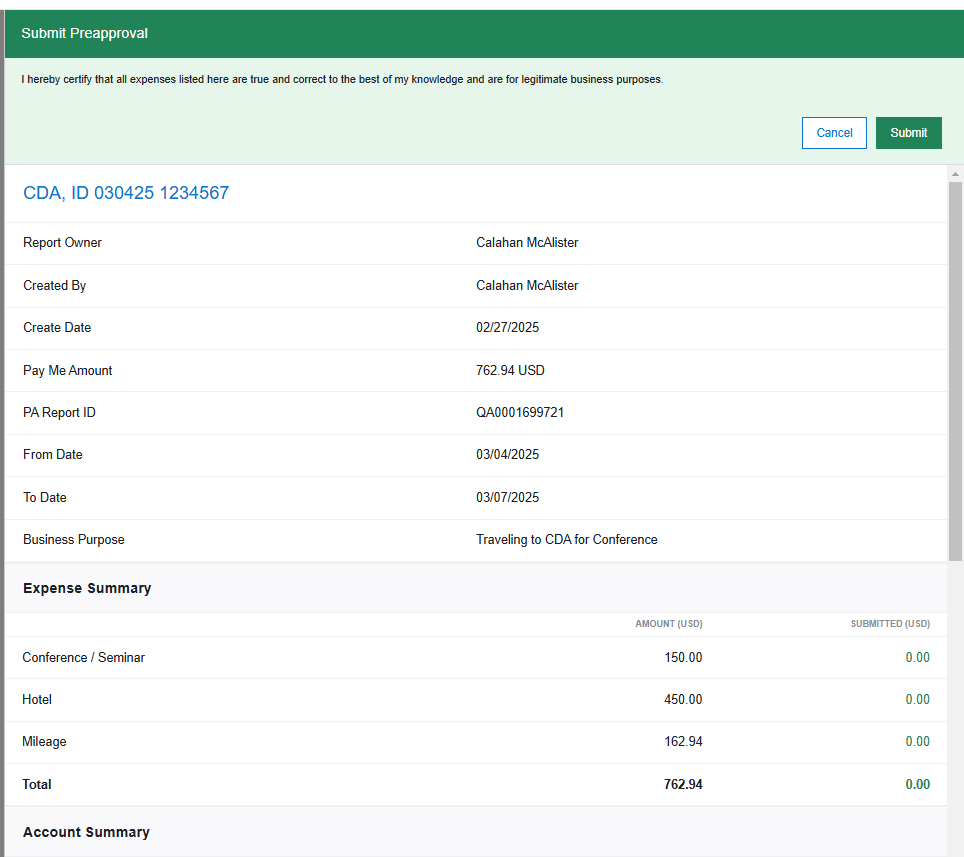 Submit Preapproval
I hereby certify that all expenses listed here are true and correct to the best of my knowledge and are for legitimate business purposes.
Cancel Submit
CDA, ID 030425 1234567
Report Owner Calahan McAlister
Created By Calahan McAlister
Create Date 02/27/2025
Pay Me Amount 762.94 USD
PA Report ID QA0001699721
From Date 03/04/2025
To Date 03/07/2025
Business Purpose Traveling to CDA for Conference
Expense Summary
AMOUNT (USD) SUBMITTED (USD)
Conference / Seminar 150.00 0.00
Hotel 450.00 0.00
Mileage 162.94 0.00
Total 762.94 0.00
Account Summary